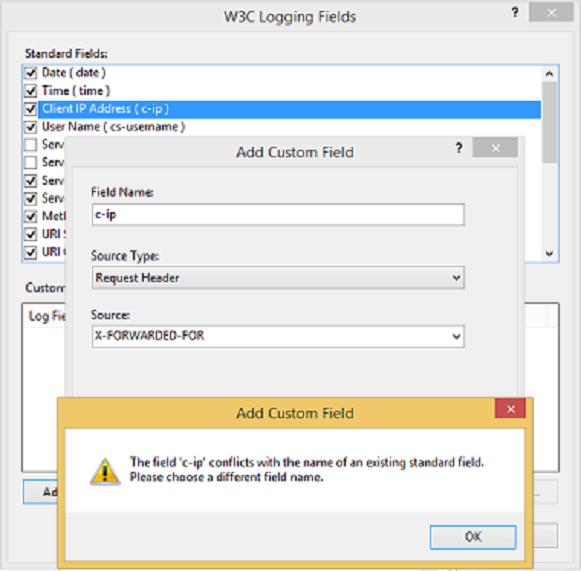 W3C Logging Fields
?
Standard Fields:
Date ( date )
Time ( time )
Client IP Address ( c-ip )
User Name ( cs-username )
Serv
Serv
Serv
Serv
Metl
URI S
URI
Add Custom Field
?
Field Name:
c-ip
Source Type:
Request Header
Source:
X-FORWARDED-FOR
Custom
Log Fie
Add Custom Field
The field 'c-ip' conflicts with the name of an existing standard field.
Please choose a different field name.
Ad
...
OK